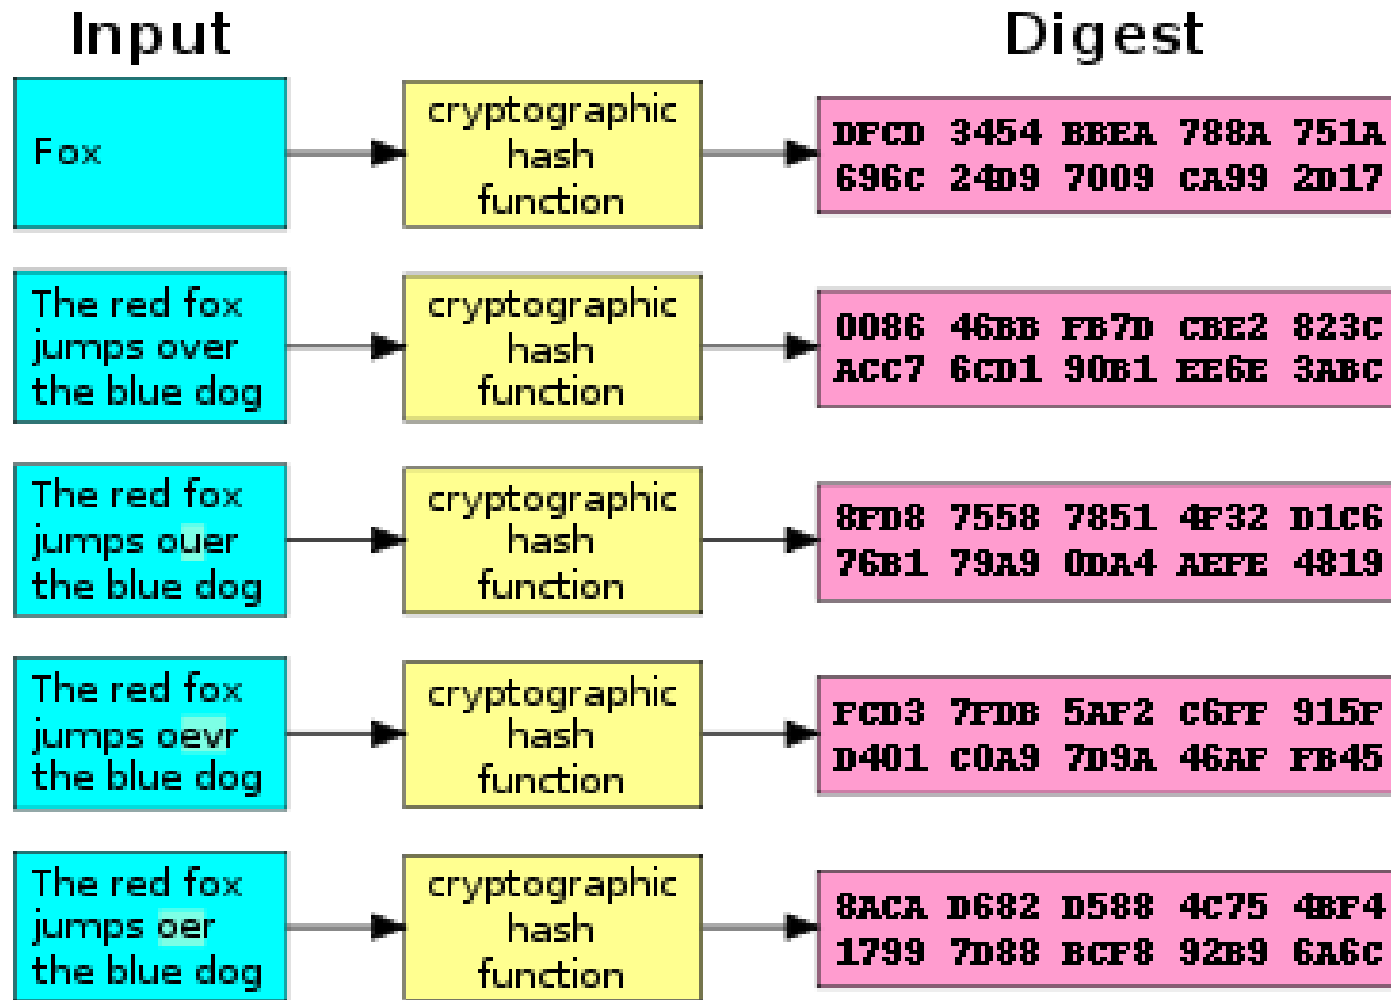 Input
Digest
Fox
cryptographic
hash
function
DFCD 3454 BBEA 788A 751A
696C 24D9 7009 CA99 2D17
The red fox
jumps over
the blue dog
cryptographic
hash
function
0086 46BB FB7D CBE2 823C
ACC7 6CD1 90B1 EE6E 3ABC
The red fox
jumps ouer
the blue dog
cryptographic
hash
function
8FD8 7558 7851 4F32 D1C6
76B1 79A9 0DA4 AEFE 4819
The red fox
jumps oevr
the blue dog
cryptographic
hash
function
FCD3 7FDB 5AF2 C6FF 915F
D401 C0A9 7D9A 46AF FB45
The red fox
jumps oer
the blue dog
cryptographic
hash
function
8ACA D682 D588 4C75 4BF4
1799 7D88 BCF8 92B9 6A6C